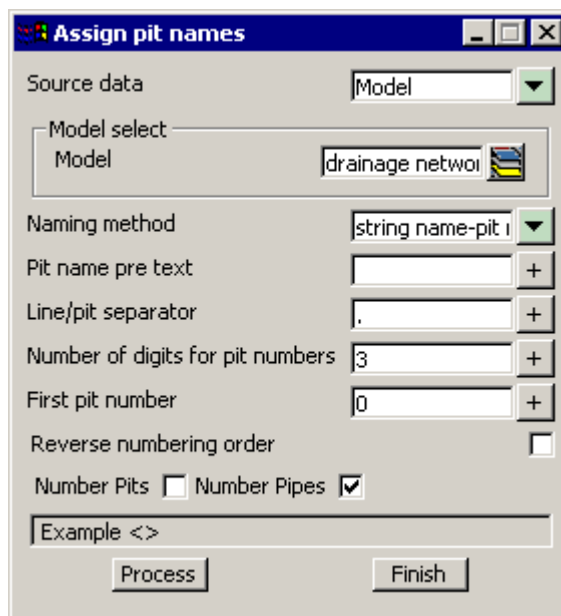 Assign pit names
Source data Model
Model select
Model drainage networ
Naming method string name-pit
Pit name pre text +
Line/pit separator . +
Number of digits for pit numbers 3 +
First pit number 0 +
Reverse numbering order
Number Pits Number Pipes
Example <>
Process Finish